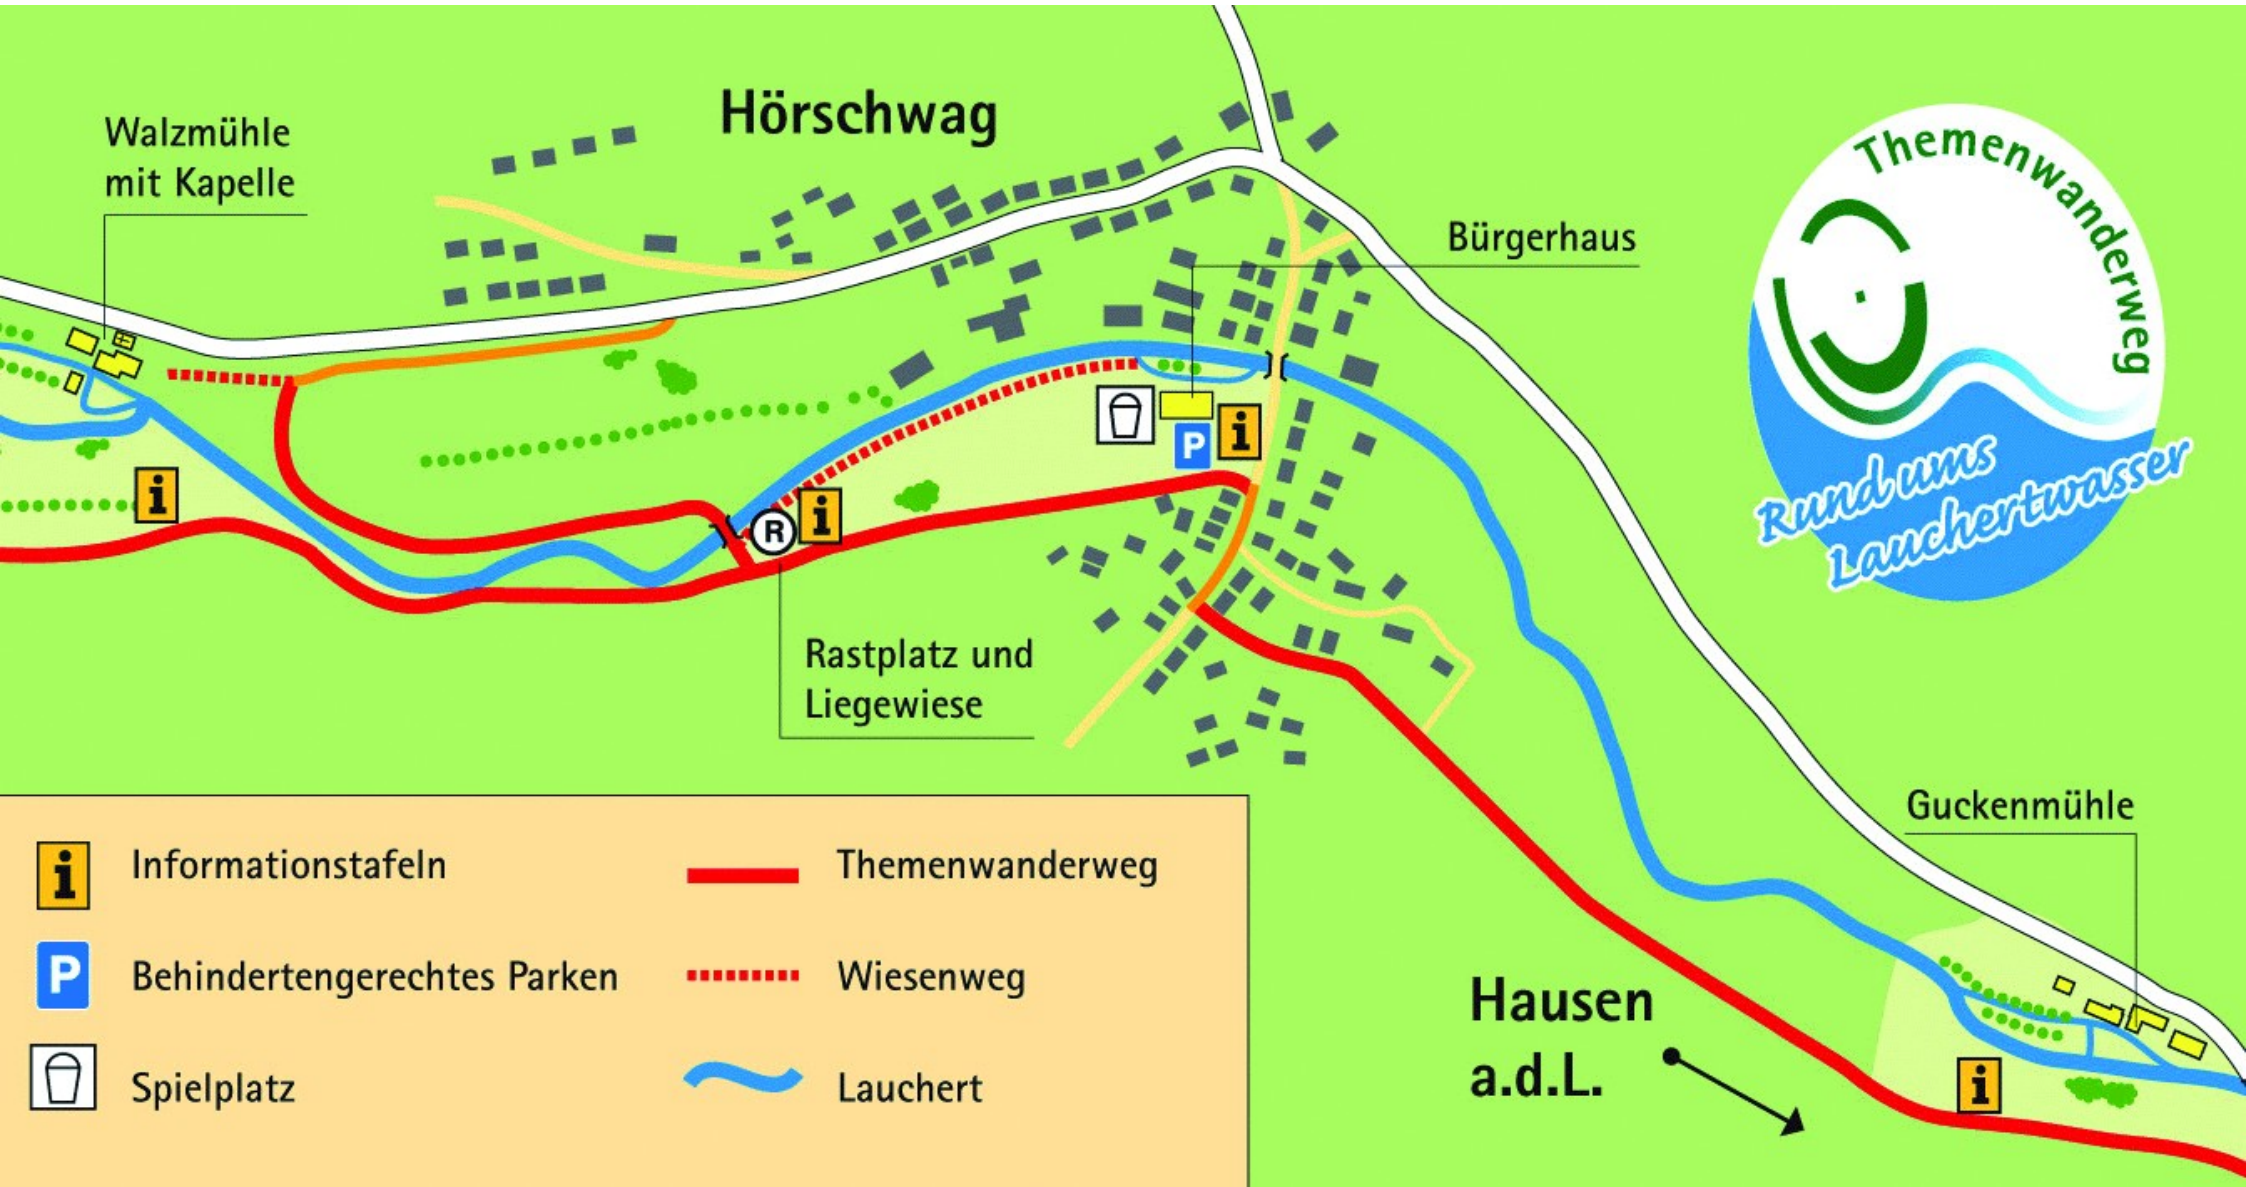 Hörschwag
Walzmühle
mit Kapelle
Bürgerhaus
Themenwanderweg
Rund ums
Lauchertwasser
P
i
i
i
R
Rastplatz und
Liegewiese
Guckenmühle
Hausen
a.d.L.
i
i Informationstafeln
P Behindertengerechtes Parken
Spielplatz
Themenwanderweg
Wiesenweg
Lauchert